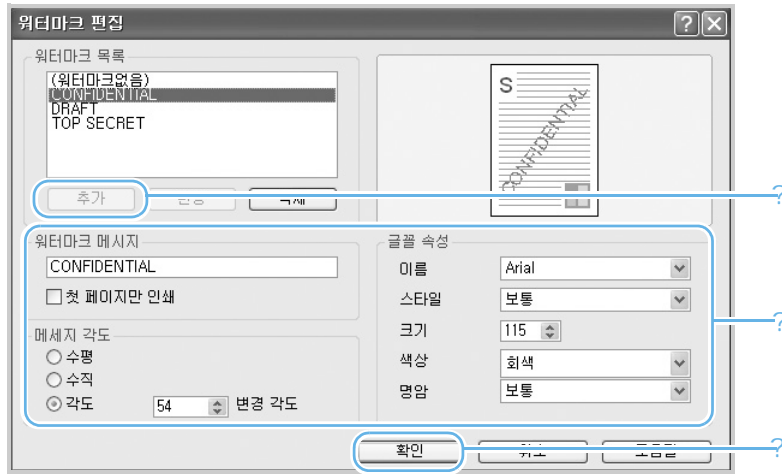 워터마크 편집
워터마크 목록
(워터마크없음)
CONFIDENTIAL
DRAFT
TOP SECRET
S
CONFIDENTIAL
추가
?
워터마크 메시지
CONFIDENTIAL
첫 페이지만 인쇄
메세지 각도
수평
수직
각도 54 변경 각도
글꼴 속성
이름 Arial
스타일 보통
크기 115
?
색상 회색
명암 보통
확인
?